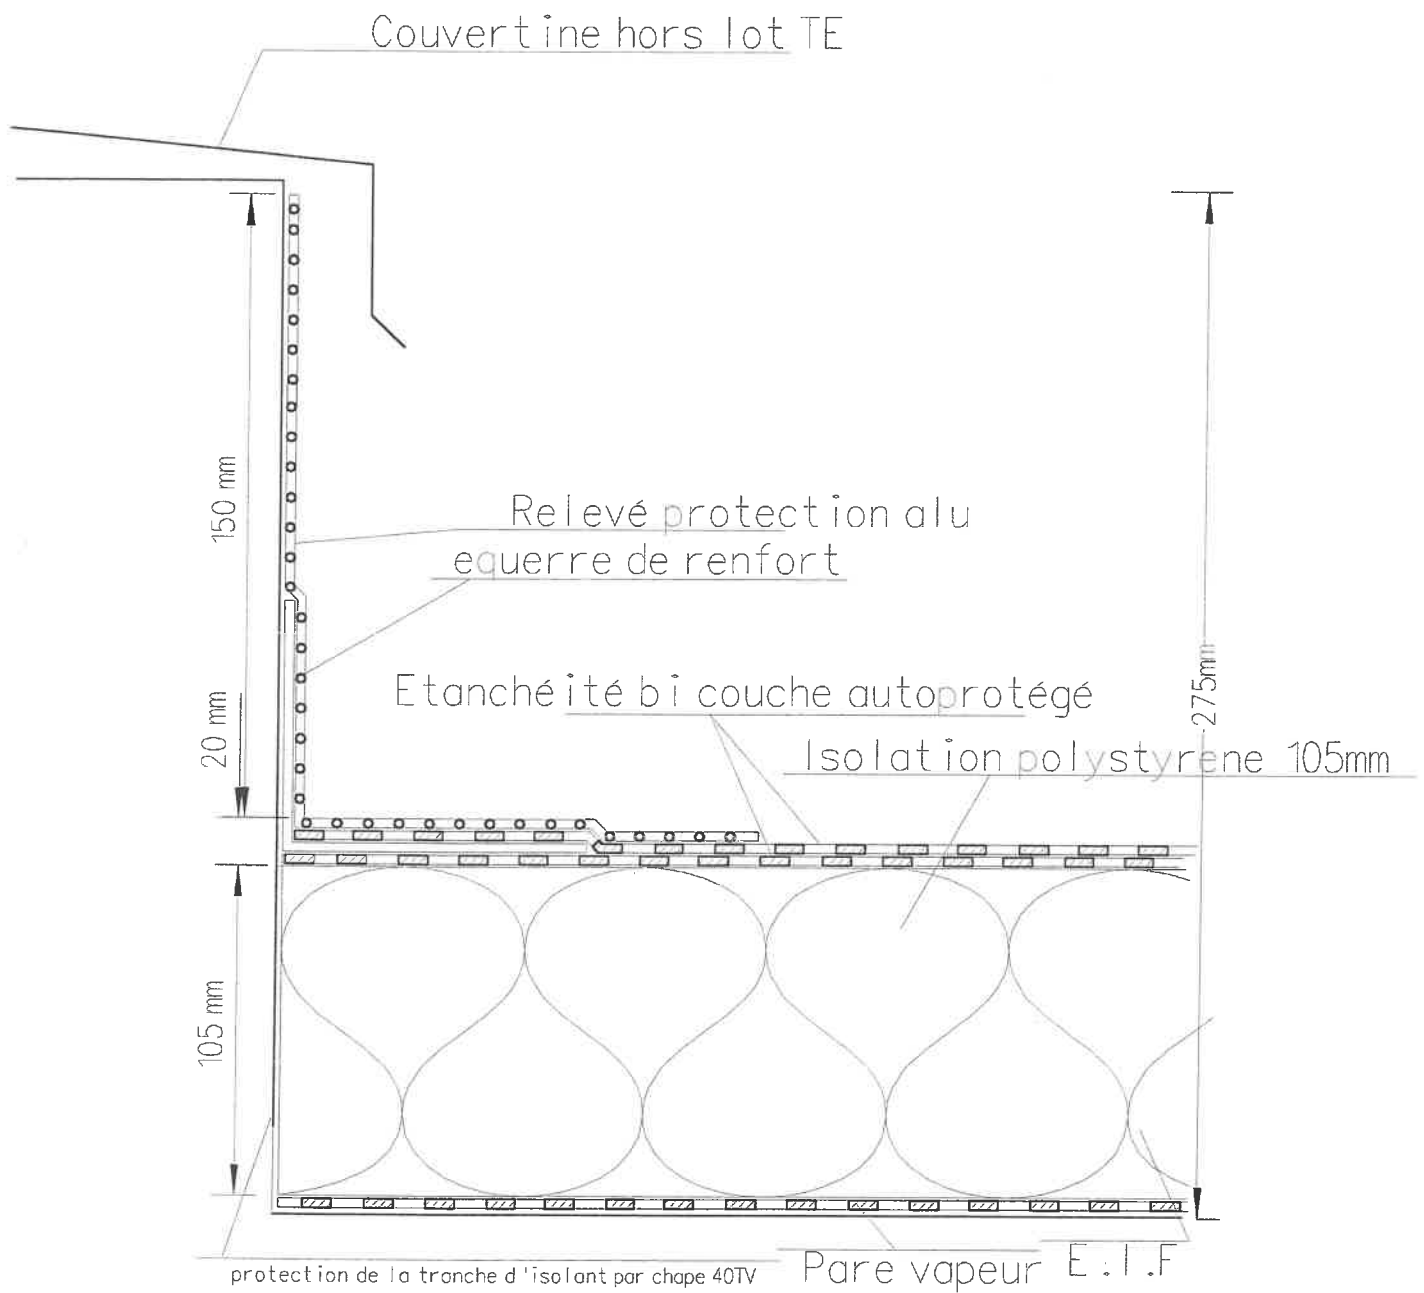 Couvertine hors lot TE
150 mm
Relevé protection alu
equerre de renfort
275mm
20 mm
Etanchéité bi couche autoprotégé
Isolation polystyrene 105mm
105 mm
protection de la tranche d'isolant par chape 40TV
Pare vapeur
E.I.F